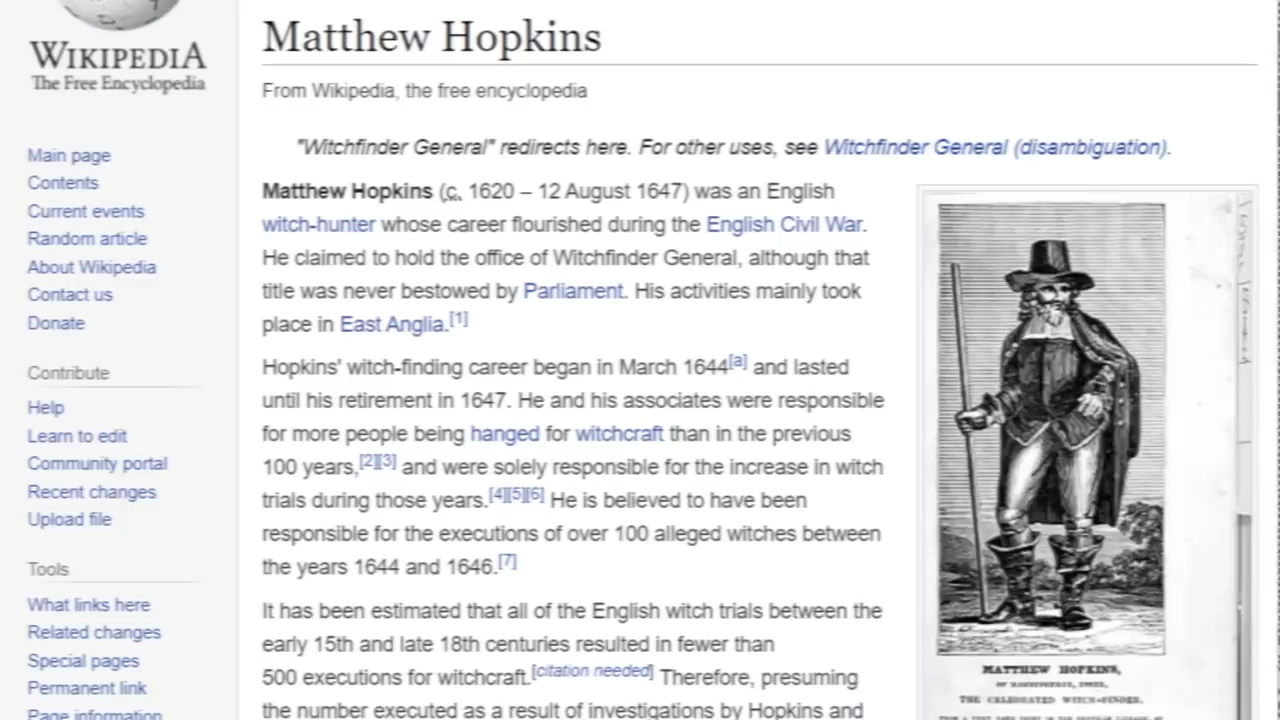 WIKIPEDIA
The Free Encyclopedia
Main page
Contents
Current events
Random article
About Wikipedia
Contact us
Donate
Contribute
Help
Learn to edit
Community portal
Recent changes
Upload file
Tools
What links here
Related changes
Special pages
Permanent link
Page information
Matthew Hopkins
From Wikipedia, the free encyclopedia
"Witchfinder General" redirects here. For other uses, see Witchfinder General (disambiguation).
Matthew Hopkins (c. 1620 – 12 August 1647) was an English
witch-hunter whose career flourished during the English Civil War.
He claimed to hold the office of Witchfinder General, although that
title was never bestowed by Parliament. His activities mainly took
place in East Anglia.[1]
Hopkins' witch-finding career began in March 1644[a] and lasted
until his retirement in 1647. He and his associates were responsible
for more people being hanged for witchcraft than in the previous
100 years,[2][3] and were solely responsible for the increase in witch
trials during those years.[4][5][6] He is believed to have been
responsible for the executions of over 100 alleged witches between
the years 1644 and 1646.[7]
It has been estimated that all of the English witch trials between the
early 15th and late 18th centuries resulted in fewer than
500 executions for witchcraft.[citation needed] Therefore, presuming
the number executed as a result of investigations by Hopkins and
MATTHEW HOPKINS,
THE CELEBRATED WITCH-FINDER.